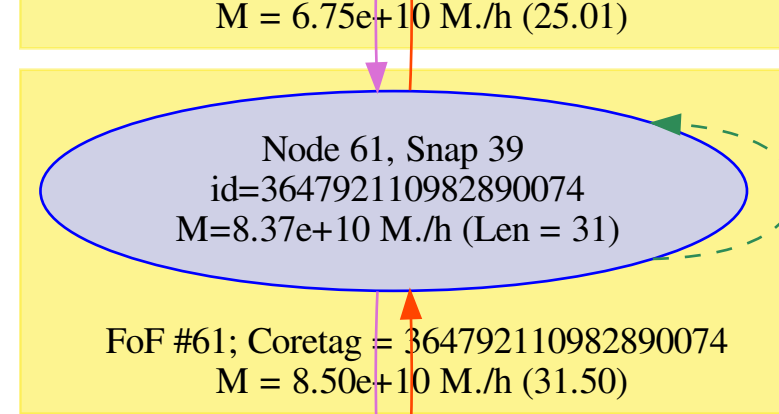 M = 6.75e+10 M./h (25.01)
Node 61, Snap 39
id=364792110982890074
M=8.37e+10 M./h (Len = 31)
FoF #61; Coretag = 364792110982890074
M = 8.50e+10 M./h (31.50)